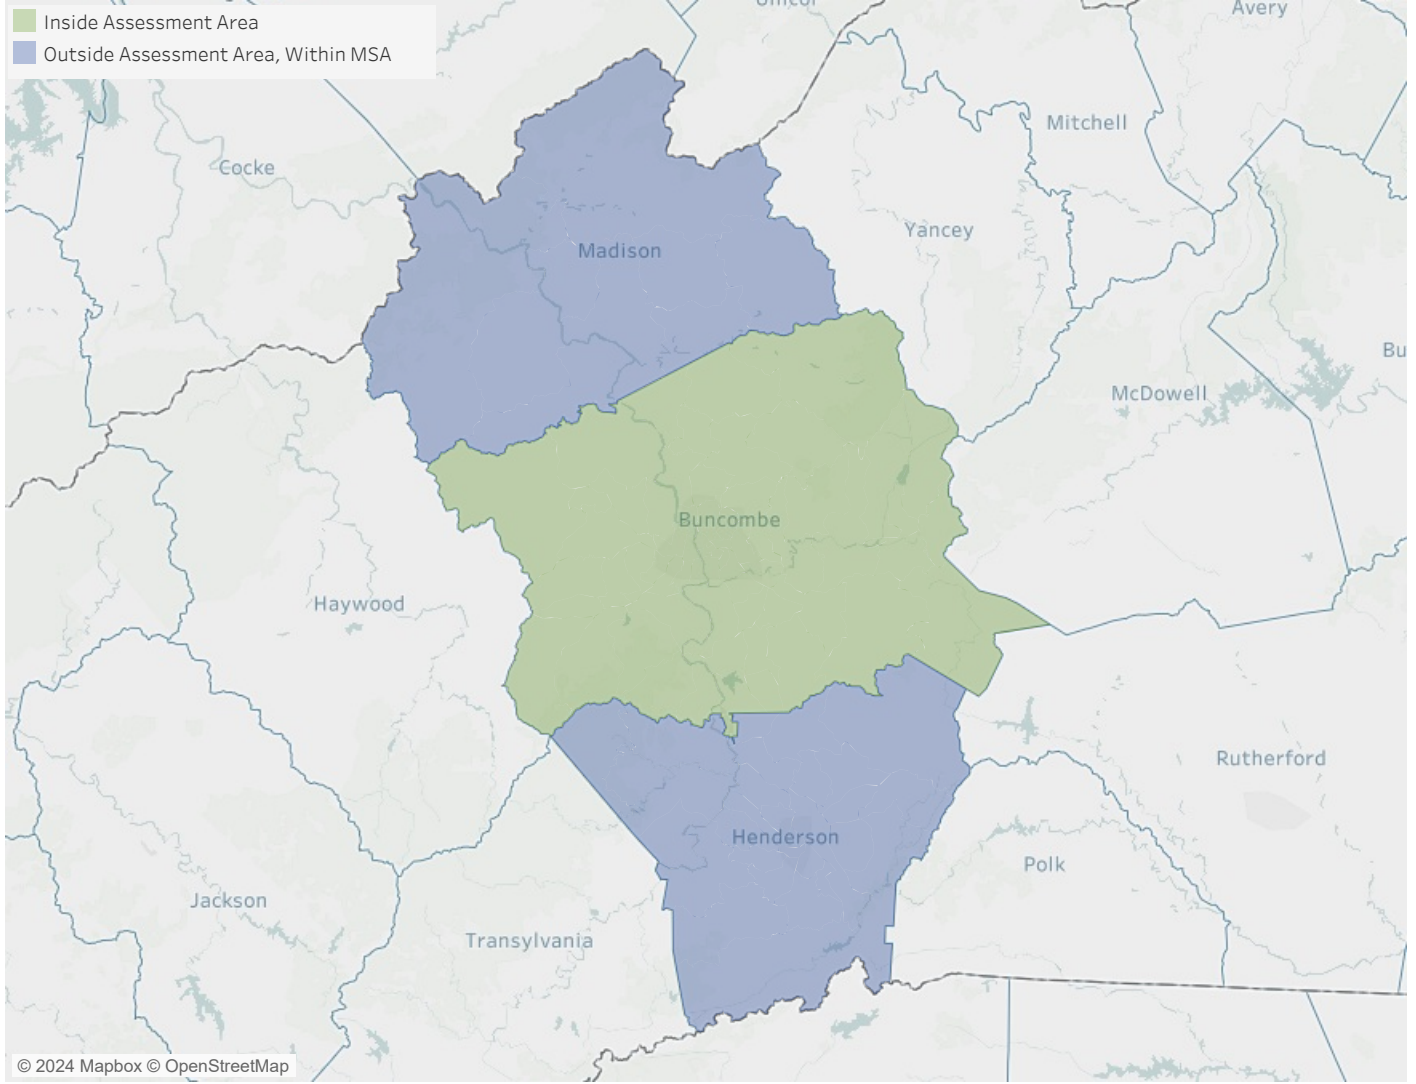 Inside Assessment Area
Outside Assessment Area, Within MSA
Avery
Mitchell
Cocke
Yancey
Madison
Bu
McDowell
Buncombe
Haywood
Rutherford
Henderson
Polk
Jackson
Transylvania
© 2024 Mapbox © OpenStreetMap